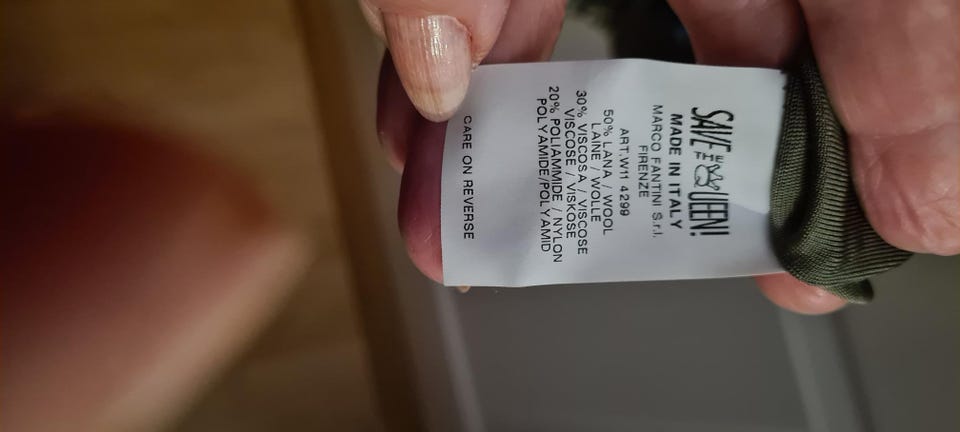 SAVE THE QUEEN!
MADE IN ITALY
MARCO FANTINI S.r.l.
FIRENZE
ART.W11 4299
50% LANA / WOOL
LAINE / WOLLE
30% VISCOSA / VISCOSE
VISCOSE / VISKOSE
20% POLIAMMIDE / NYLON
POLYAMIDE/POLYAMID
CARE ON REVERSE